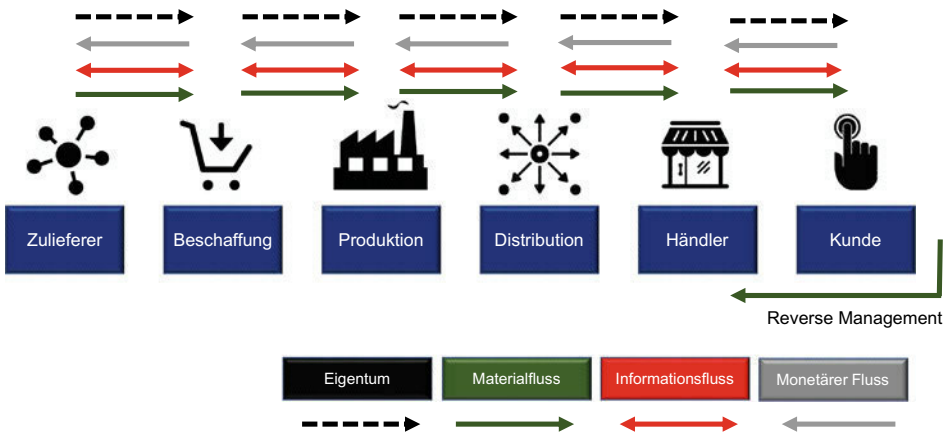 Zulieferer
Beschaffung
Produktion
Distribution
Händler
Kunde
Reverse Management
Eigentum
Materialfluss
Informationsfluss
Monetärer Fluss